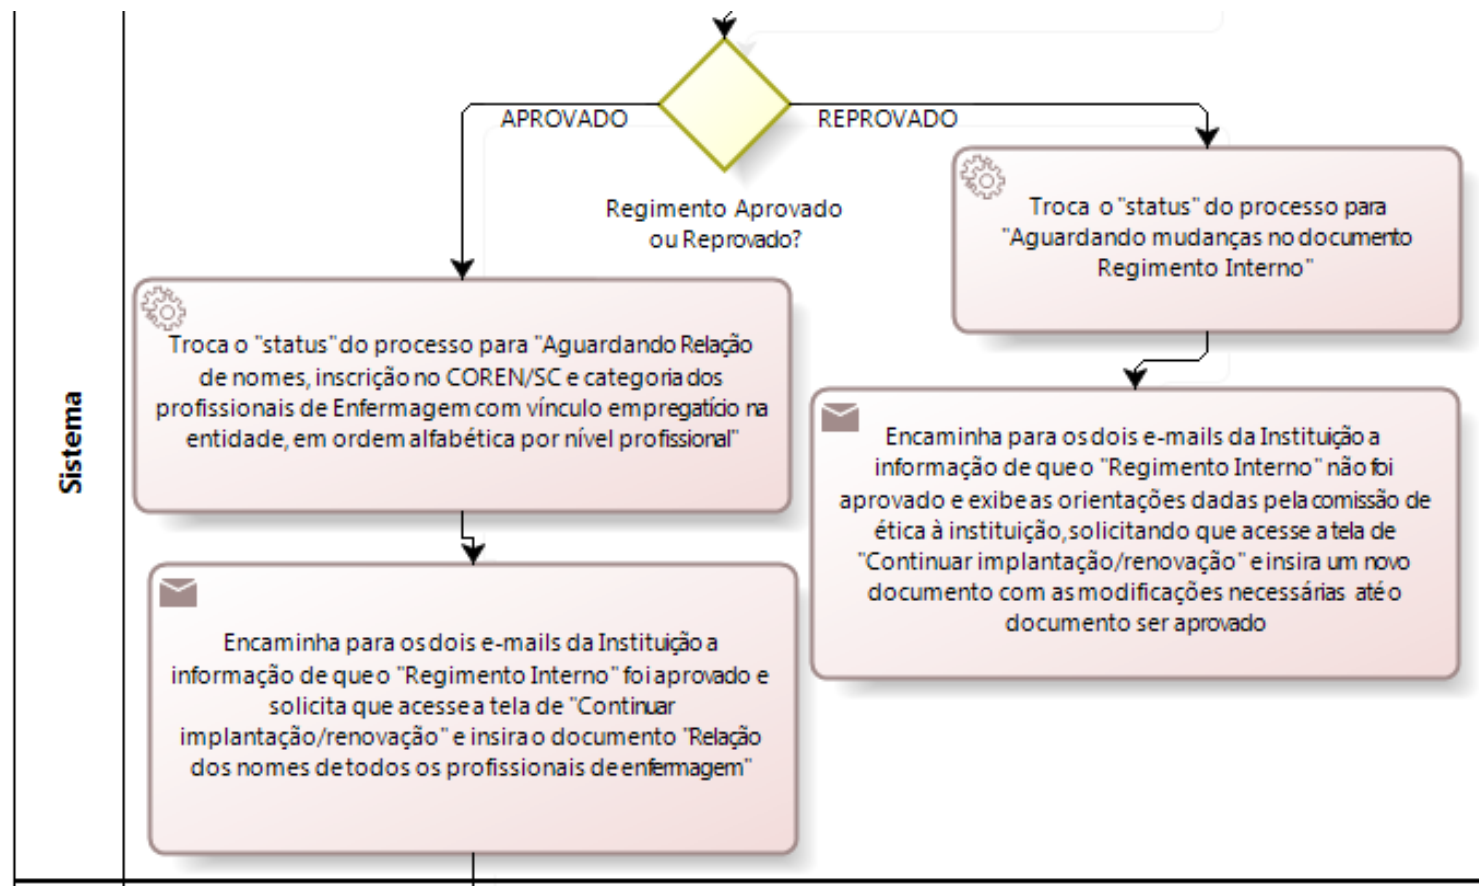 Sistema
APROVADO
REPROVADO
Regimento Aprovado
ou Reprovado?
Troca o "status" do processo para
"Aguardando mudanças no documento
Regimento Interno"
Troca o "status" do processo para "Aguardando Relação
de nomes, inscrição no COREN/SC e categoria dos
profissionais de Enfermagem com vínculo empregatício na
entidade, em ordem alfabética por nível profissional"
Encaminha para os dois e-mails da Instituição a
informação de que o "Regimento Interno" não foi
aprovado e exibe as orientações dadas pela comissão de
ética à instituição, solicitando que acesse a tela de
"Continuar implantação/renovação" e insira um novo
documento com as modificações necessárias até o
documento ser aprovado
Encaminha para os dois e-mails da Instituição a
informação de que o "Regimento Interno" foi aprovado e
solicita que acesse a tela de "Continuar
implantação/renovação" e insira o documento "Relação
dos nomes de todos os profissionais de enfermagem"